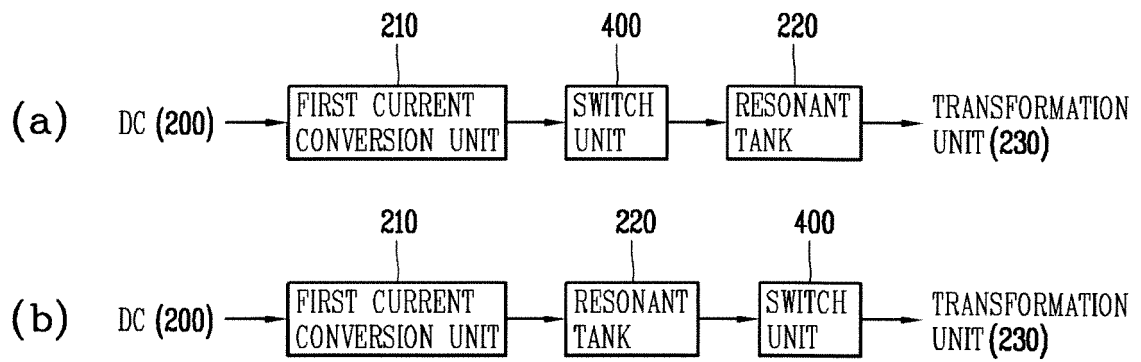 210 400 220
(a) DC (200) FIRST CURRENT SWITCH RESONANT TRANSFORMATION
CONVERSION UNIT UNIT TANK UNIT (230)
210 220 400
(b) DC (200) FIRST CURRENT RESONANT SWITCH TRANSFORMATION
CONVERSION UNIT TANK UNIT UNIT (230)